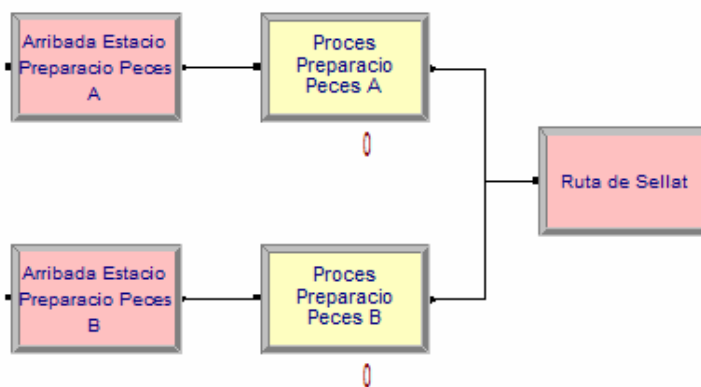 Arribada Estacio
Preparacio Peces
A
Proces
Preparacio
Peces A
0
Ruta de Sellat
Arribada Estacio
Preparacio Peces
B
Proces
Preparacio
Peces B
0